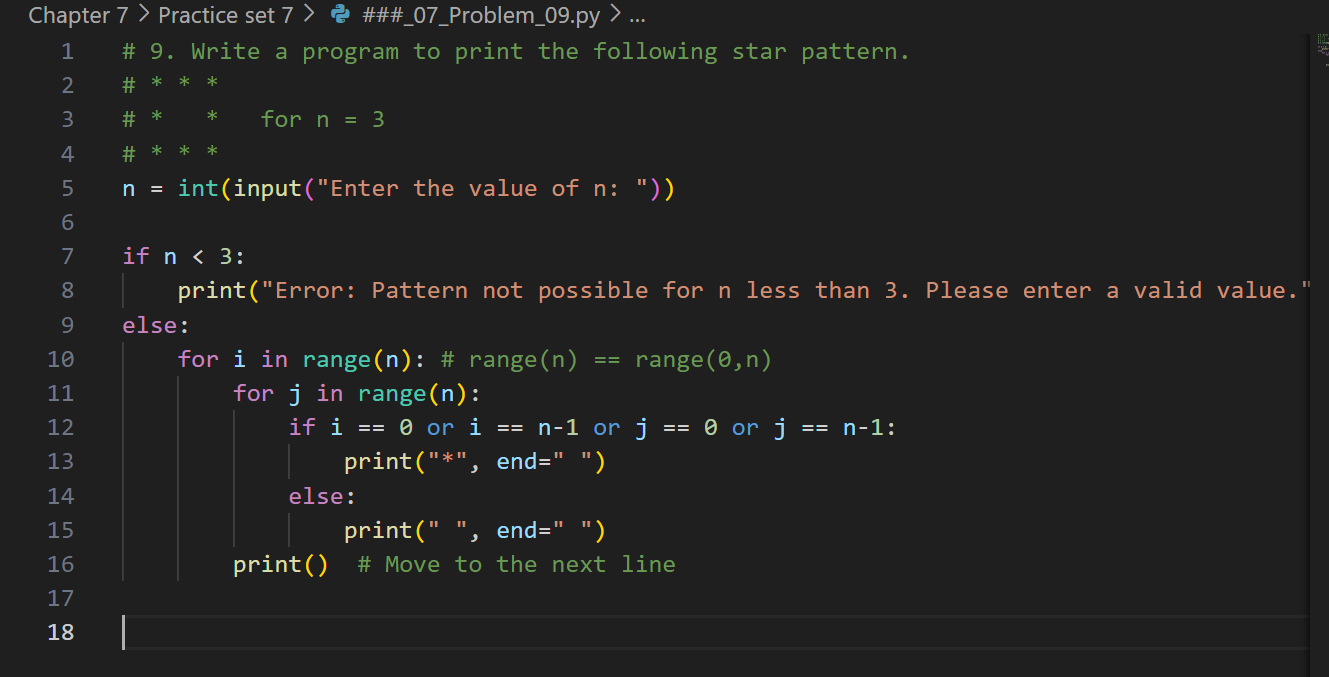 Chapter 7 > Practice set 7 > ###_07_Problem_09.py > ...
1 # 9. Write a program to print the following star pattern.
2 # * * *
3 # *   *   for n = 3
4 # * * *
5 n = int(input("Enter the value of n: "))
6
7 if n < 3:
8     print("Error: Pattern not possible for n less than 3. Please enter a valid value."
9 else:
10     for i in range(n): # range(n) == range(0,n)
11         for j in range(n):
12             if i == 0 or i == n-1 or j == 0 or j == n-1:
13                 print("*", end=" ")
14             else:
15                 print(" ", end=" ")
16         print()  # Move to the next line
17
18